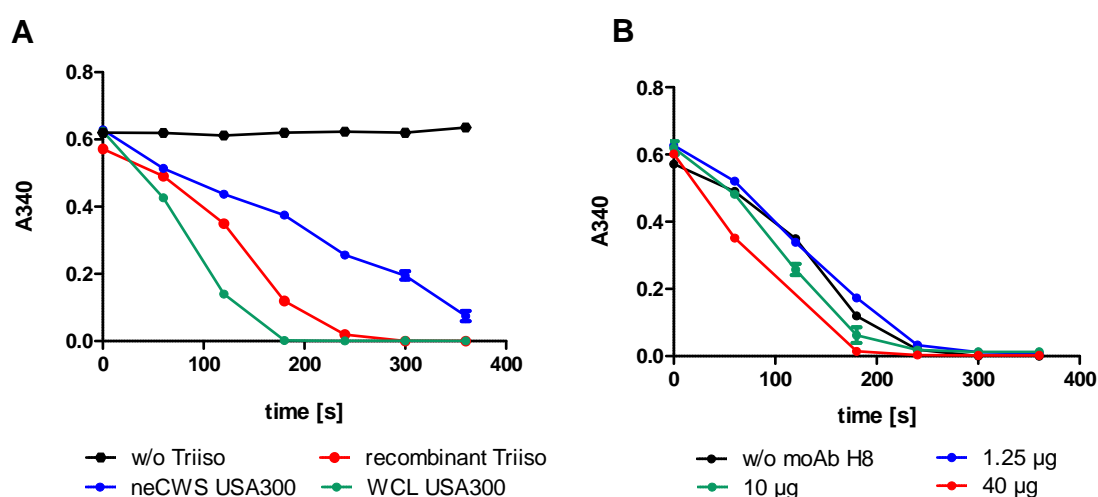 A
A340
0.8
0.6
0.4
0.2
0.0
0 100 200 300 400
time [s]
w/o Triiso recombinant Triiso
neCWS USA300 WCL USA300
B
A340
0.8
0.6
0.4
0.2
0.0
0 100 200 300 400
time [s]
w/o moAb H8 1.25 µg
10 µg 40 µg